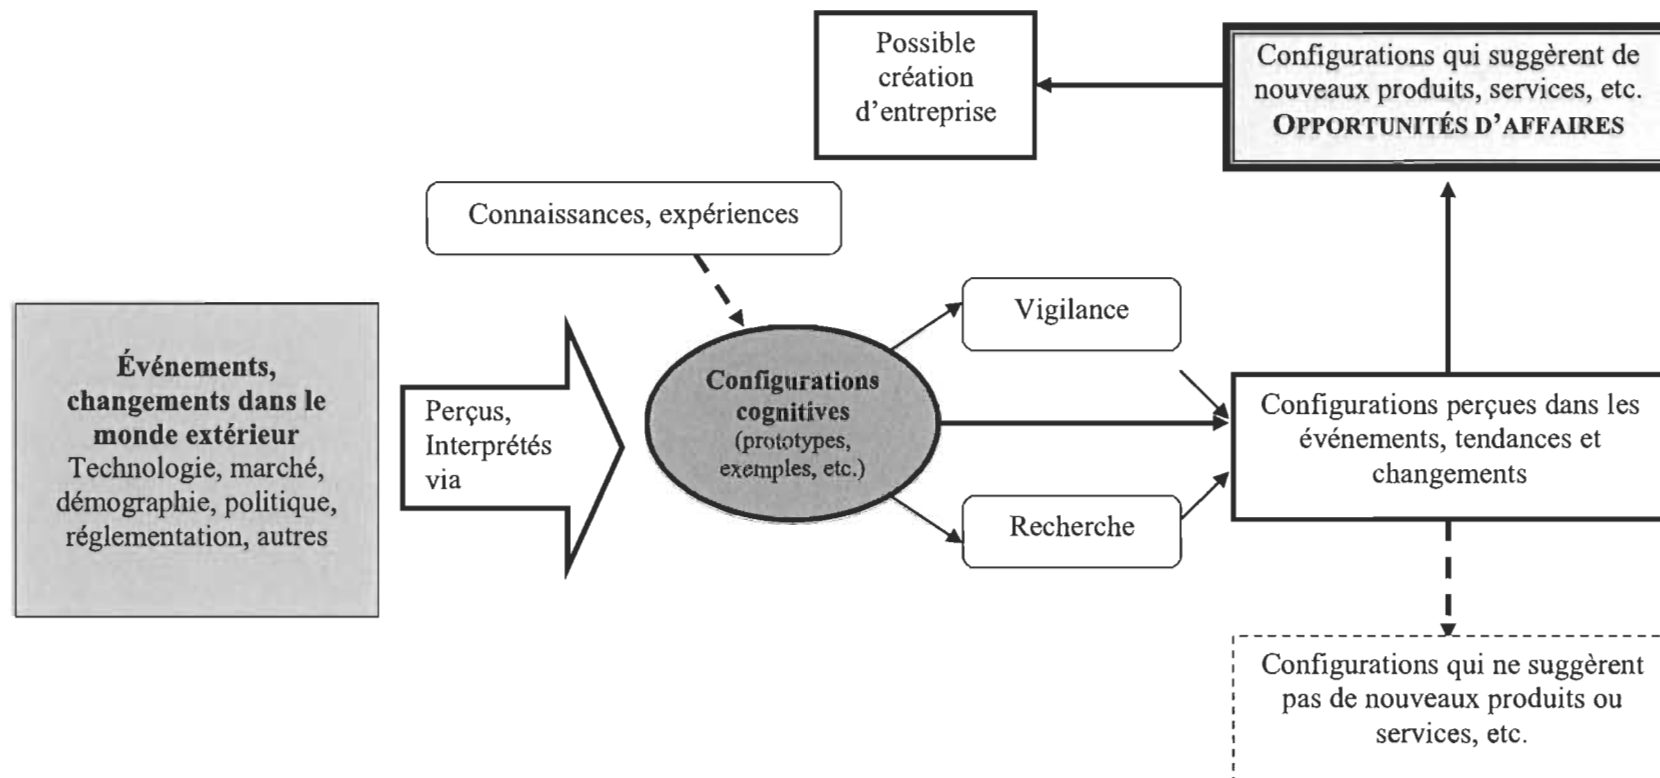 Possible
création
d'entreprise
Configurations qui suggèrent de
nouveaux produits, services, etc.
OPPORTUNITÉS D'AFFAIRES
Connaissances, expériences
Événements,
changements dans le
monde extérieur
Technologie, marché,
démographie, politique,
réglementation, autres
Perçus,
Interprétés
via
Configurations
cognitives
(prototypes,
exemples, etc.)
Vigilance
Recherche
Configurations perçues dans les
événements, tendances et
changements
Configurations qui ne suggèrent
pas de nouveaux produits ou
services, etc.